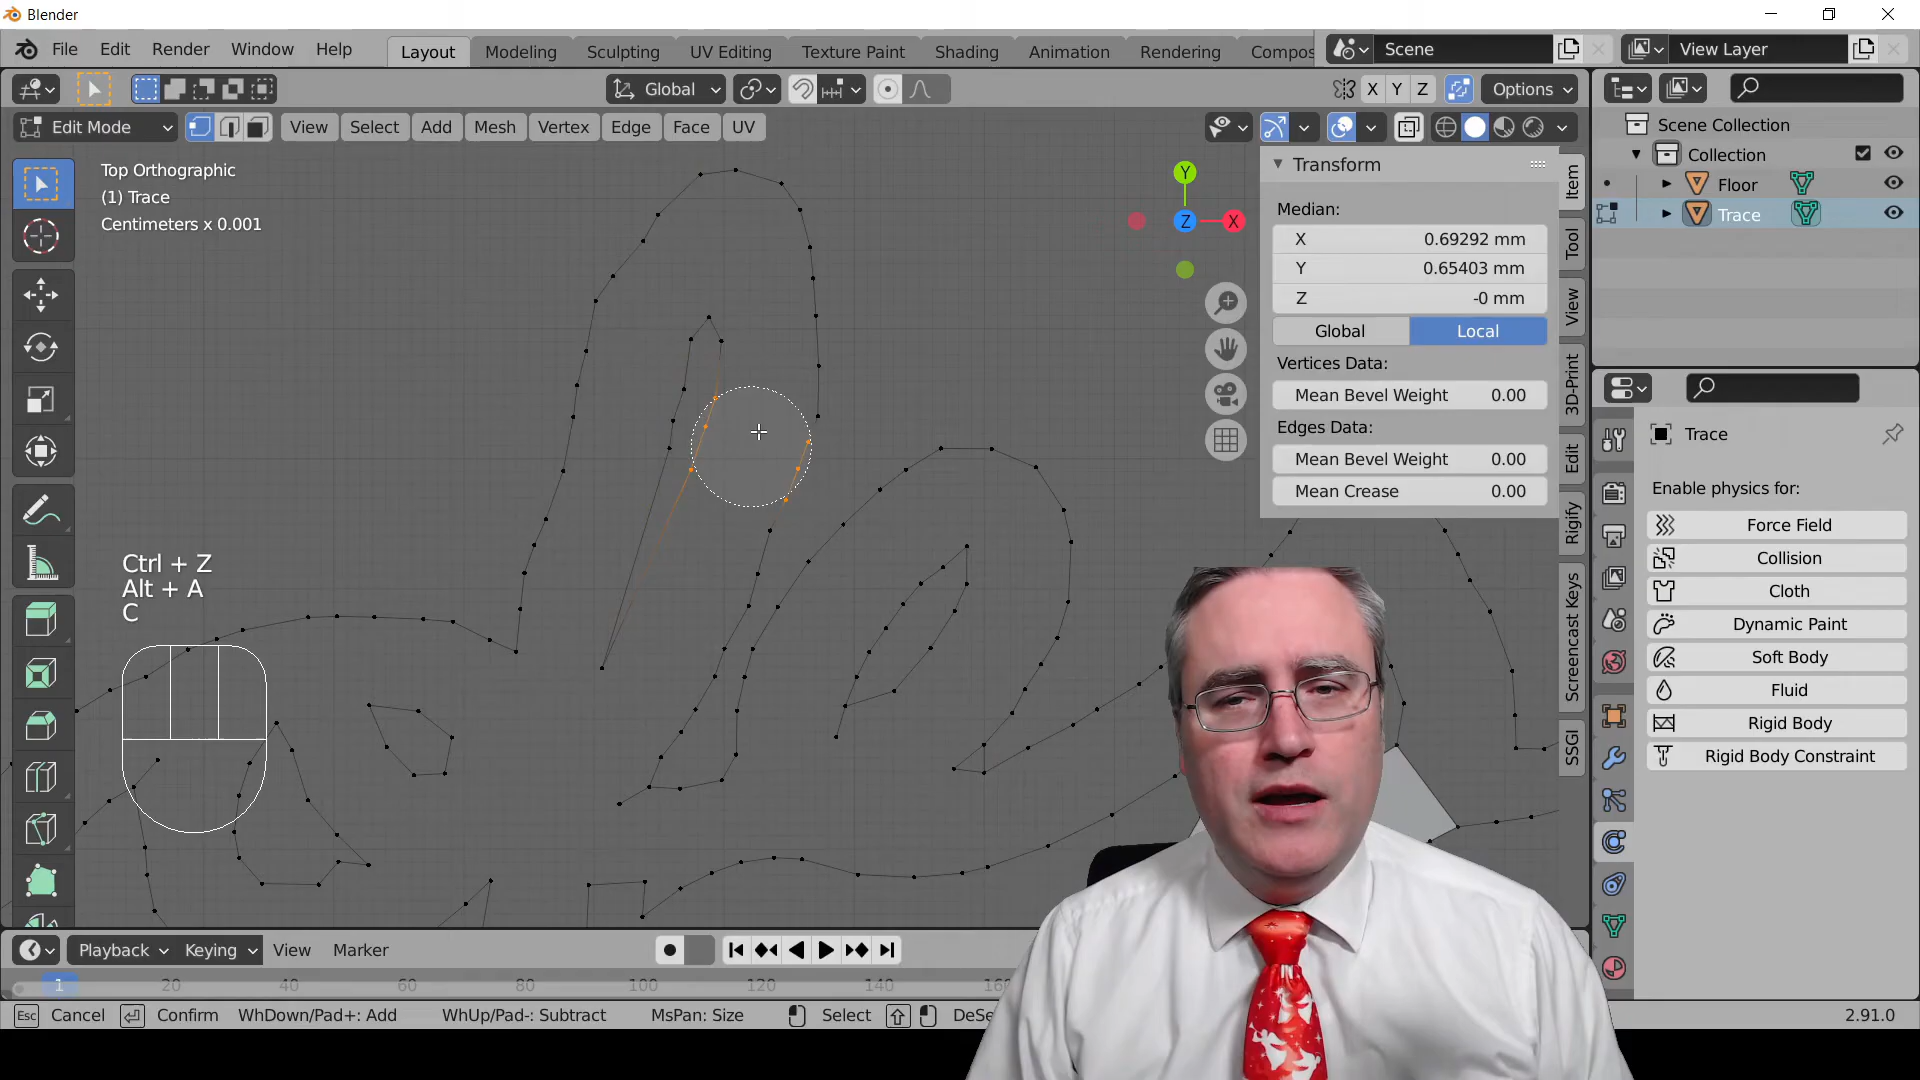 Blender
File Edit Render Window Help
Layout Modeling Sculpting UV Editing Texture Paint Shading Animation Rendering Compos
Scene
View Layer
Global
X Y Z
Options
Edit Mode
View Select Add Mesh Vertex Edge Face UV
Top Orthographic
(1) Trace
Centimeters x 0.001
Y
Z
X
Transform
Median:
X 0.69292 mm
Y 0.65403 mm
Z -0 mm
Global Local
Vertices Data:
Mean Bevel Weight 0.00
Edges Data:
Mean Bevel Weight 0.00
Mean Crease 0.00
Item
Tool
View
3D-Print
Edit
Rigify
Screencast Keys
SSGI
Scene Collection
Collection
Floor
Trace
Trace
Enable physics for:
Force Field
Collision
Cloth
Dynamic Paint
Soft Body
Fluid
Rigid Body
Rigid Body Constraint
Ctrl + Z
Alt + A
C
Playback Keying View Marker
1 20 40 60 80 100 120 140 160
Esc Cancel Confirm WhDown/Pad+: Add WhUp/Pad-: Subtract MsPan: Size Select DeSe
2.91.0